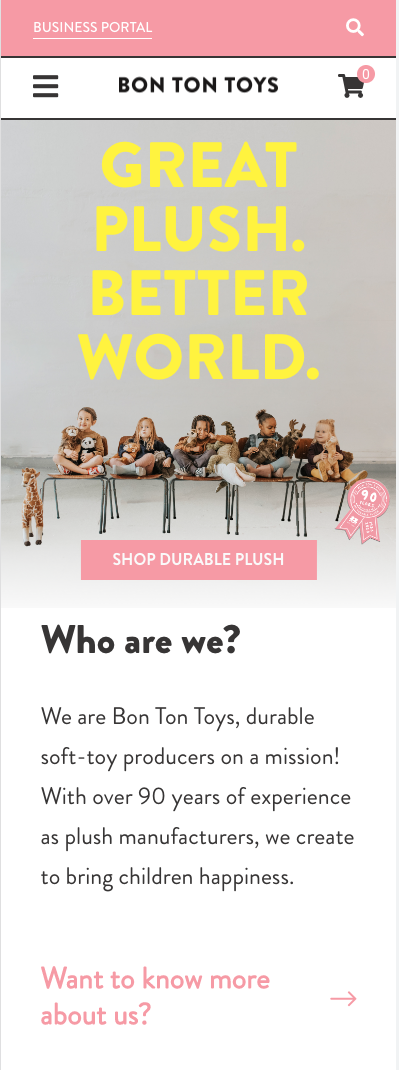 BUSINESS PORTAL
BON TON TOYS
0
GREAT
PLUSH.
BETTER
WORLD.
90
SHOP DURABLE PLUSH
Who are we?
We are Bon Ton Toys, durable
soft-toy producers on a mission!
With over 90 years of experience
as plush manufacturers, we create
to bring children happiness.
Want to know more
about us?